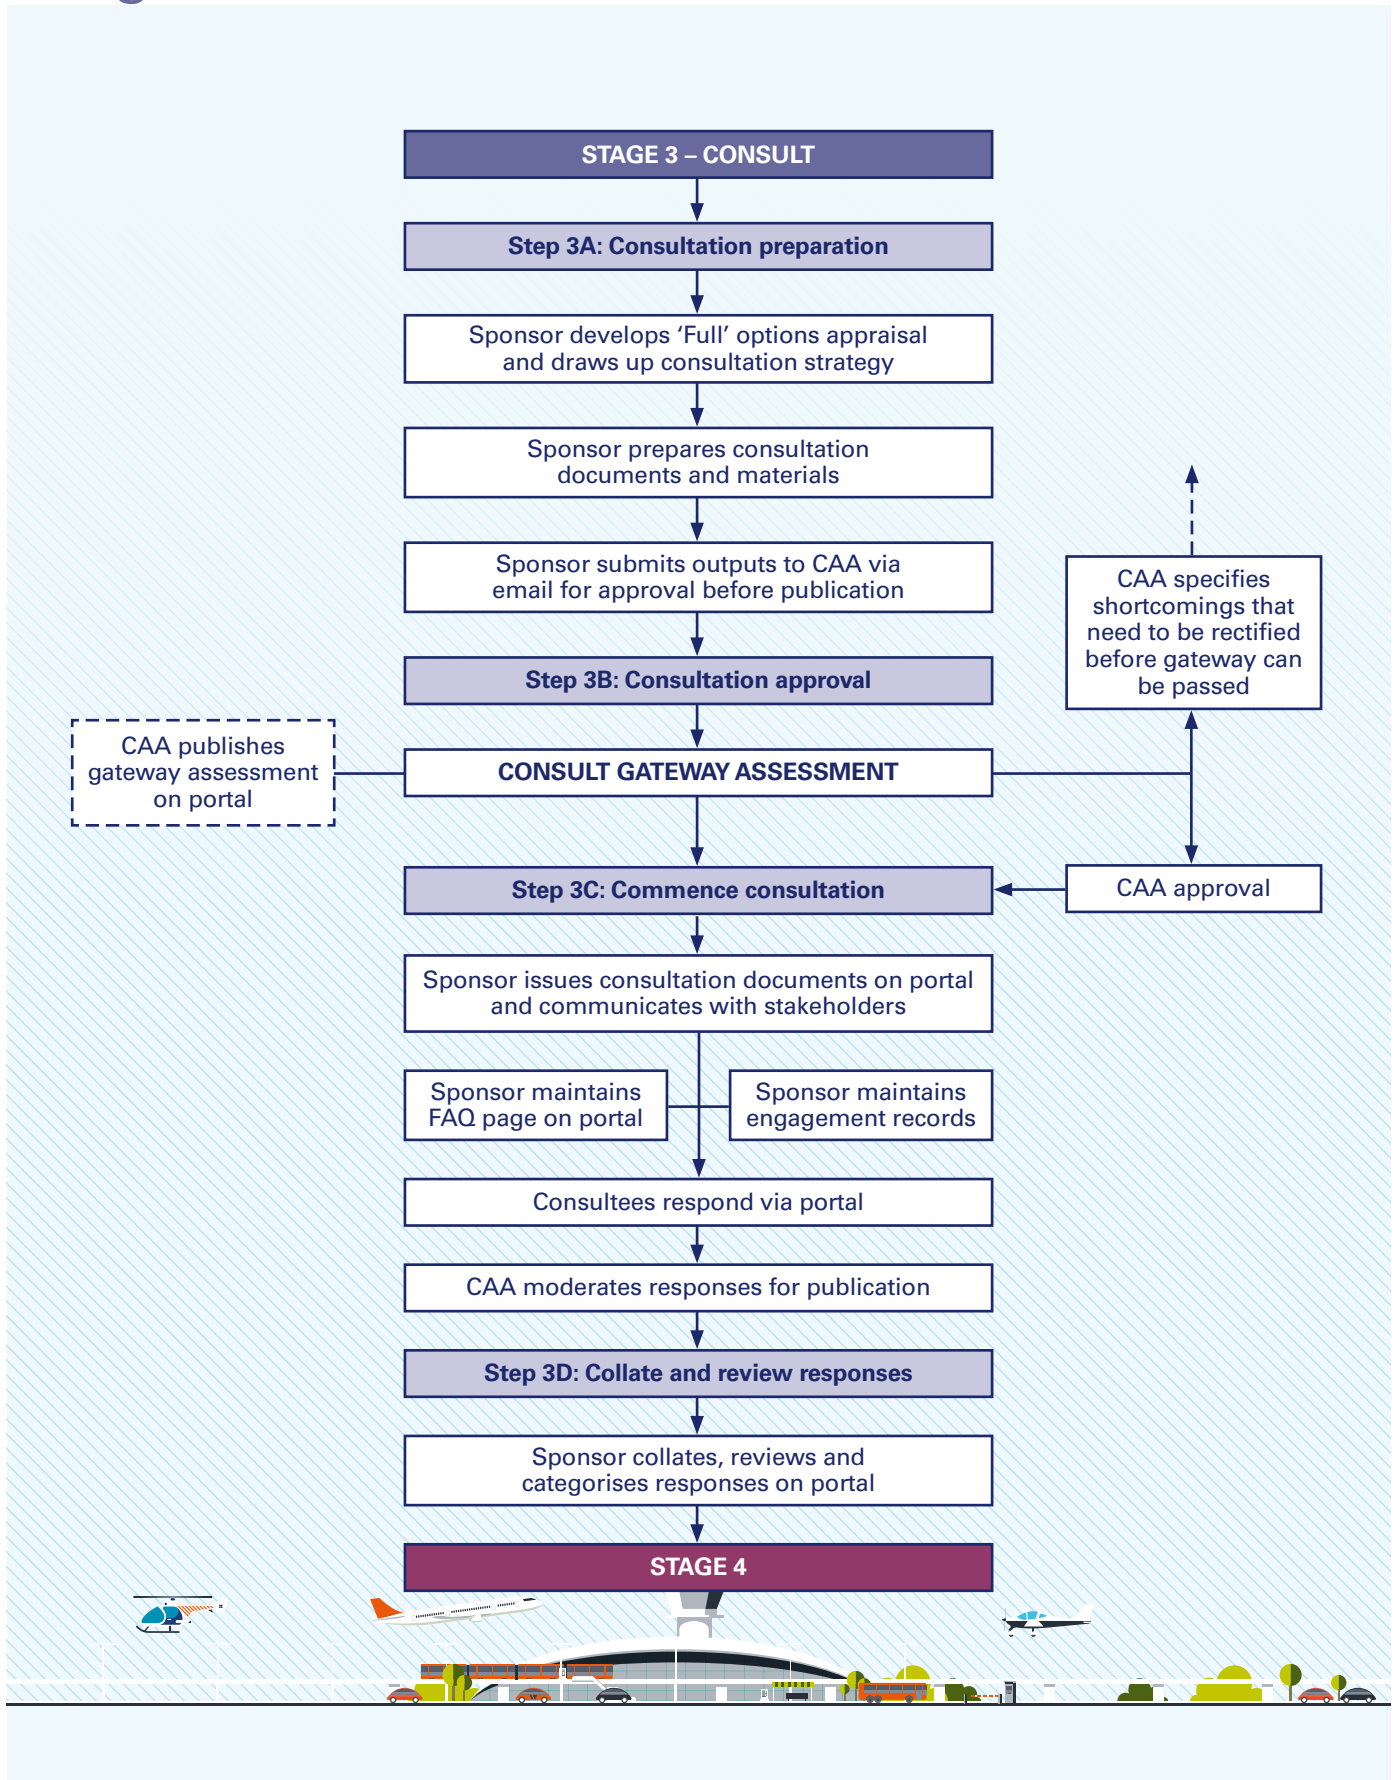 STAGE 3 – CONSULT
Step 3A: Consultation preparation
Sponsor develops ‘Full’ options appraisal
and draws up consultation strategy
Sponsor prepares consultation
documents and materials
Sponsor submits outputs to CAA via
email for approval before publication
CAA specifies
shortcomings that
need to be rectified
before gateway can
be passed
Step 3B: Consultation approval
CAA publishes
gateway assessment
on portal
CONSULT GATEWAY ASSESSMENT
Step 3C: Commence consultation
CAA approval
Sponsor issues consultation documents on portal
and communicates with stakeholders
Sponsor maintains
FAQ page on portal
Sponsor maintains
engagement records
Consultees respond via portal
CAA moderates responses for publication
Step 3D: Collate and review responses
Sponsor collates, reviews and
categorises responses on portal
STAGE 4